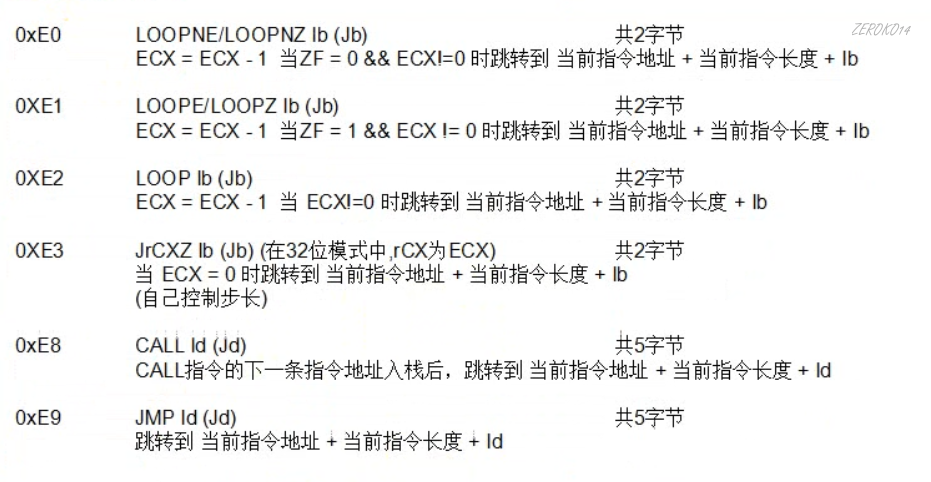 ZEROKO14
0xE0 LOOPNE/LOOPNZ Ib (Jb) 共2字节
ECX = ECX - 1 当ZF = 0 && ECX!=0 时跳转到 当前指令地址 + 当前指令长度 + Ib
0XE1 LOOPE/LOOPZ Ib (Jb) 共2字节
ECX = ECX - 1 当ZF = 1 && ECX != 0 时跳转到 当前指令地址 + 当前指令长度 + Ib
0XE2 LOOP Ib (Jb) 共2字节
ECX = ECX - 1 当 ECX!=0 时跳转到 当前指令地址 + 当前指令长度 + Ib
0XE3 JrCXZ Ib (Jb) (在32位模式中,rCX为ECX) 共2字节
当 ECX = 0 时跳转到 当前指令地址 + 当前指令长度 + Ib
(自己控制步长)
0xE8 CALL Id (Jd) 共5字节
CALL指令的下一条指令地址入栈后，跳转到 当前指令地址 + 当前指令长度 + Id
0xE9 JMP Id (Jd) 共5字节
跳转到 当前指令地址 + 当前指令长度 + Id